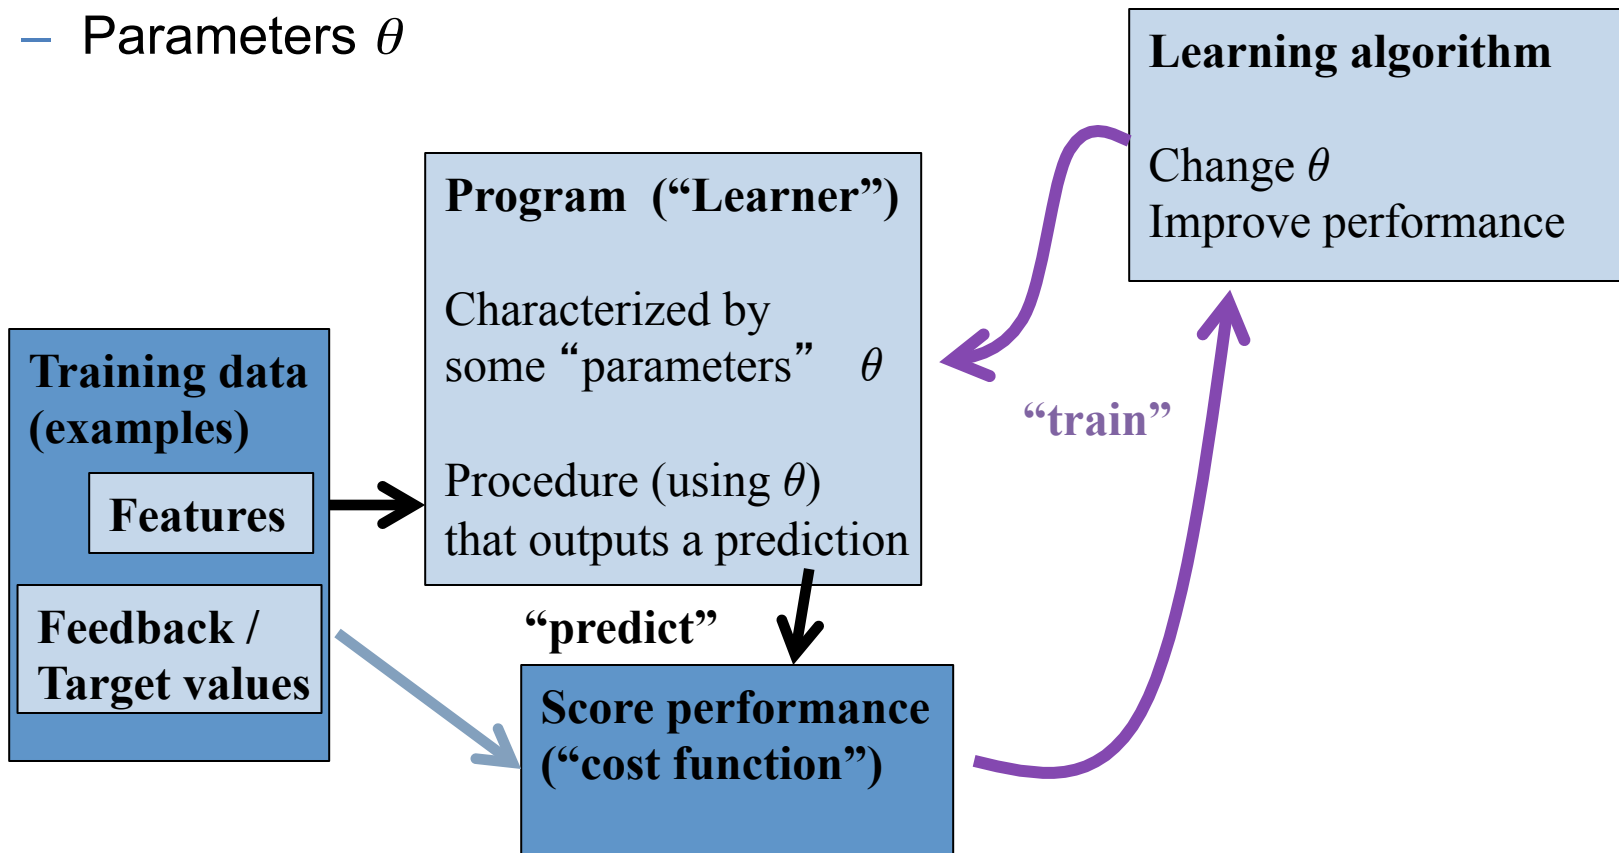 – Parameters θ
Learning algorithm
Change θ
Improve performance
Program (“Learner”)
Characterized by
some “parameters” θ
Procedure (using θ)
that outputs a prediction
Training data
(examples)
Features
Feedback /
Target values
“train”
“predict”
Score performance
(“cost function”)